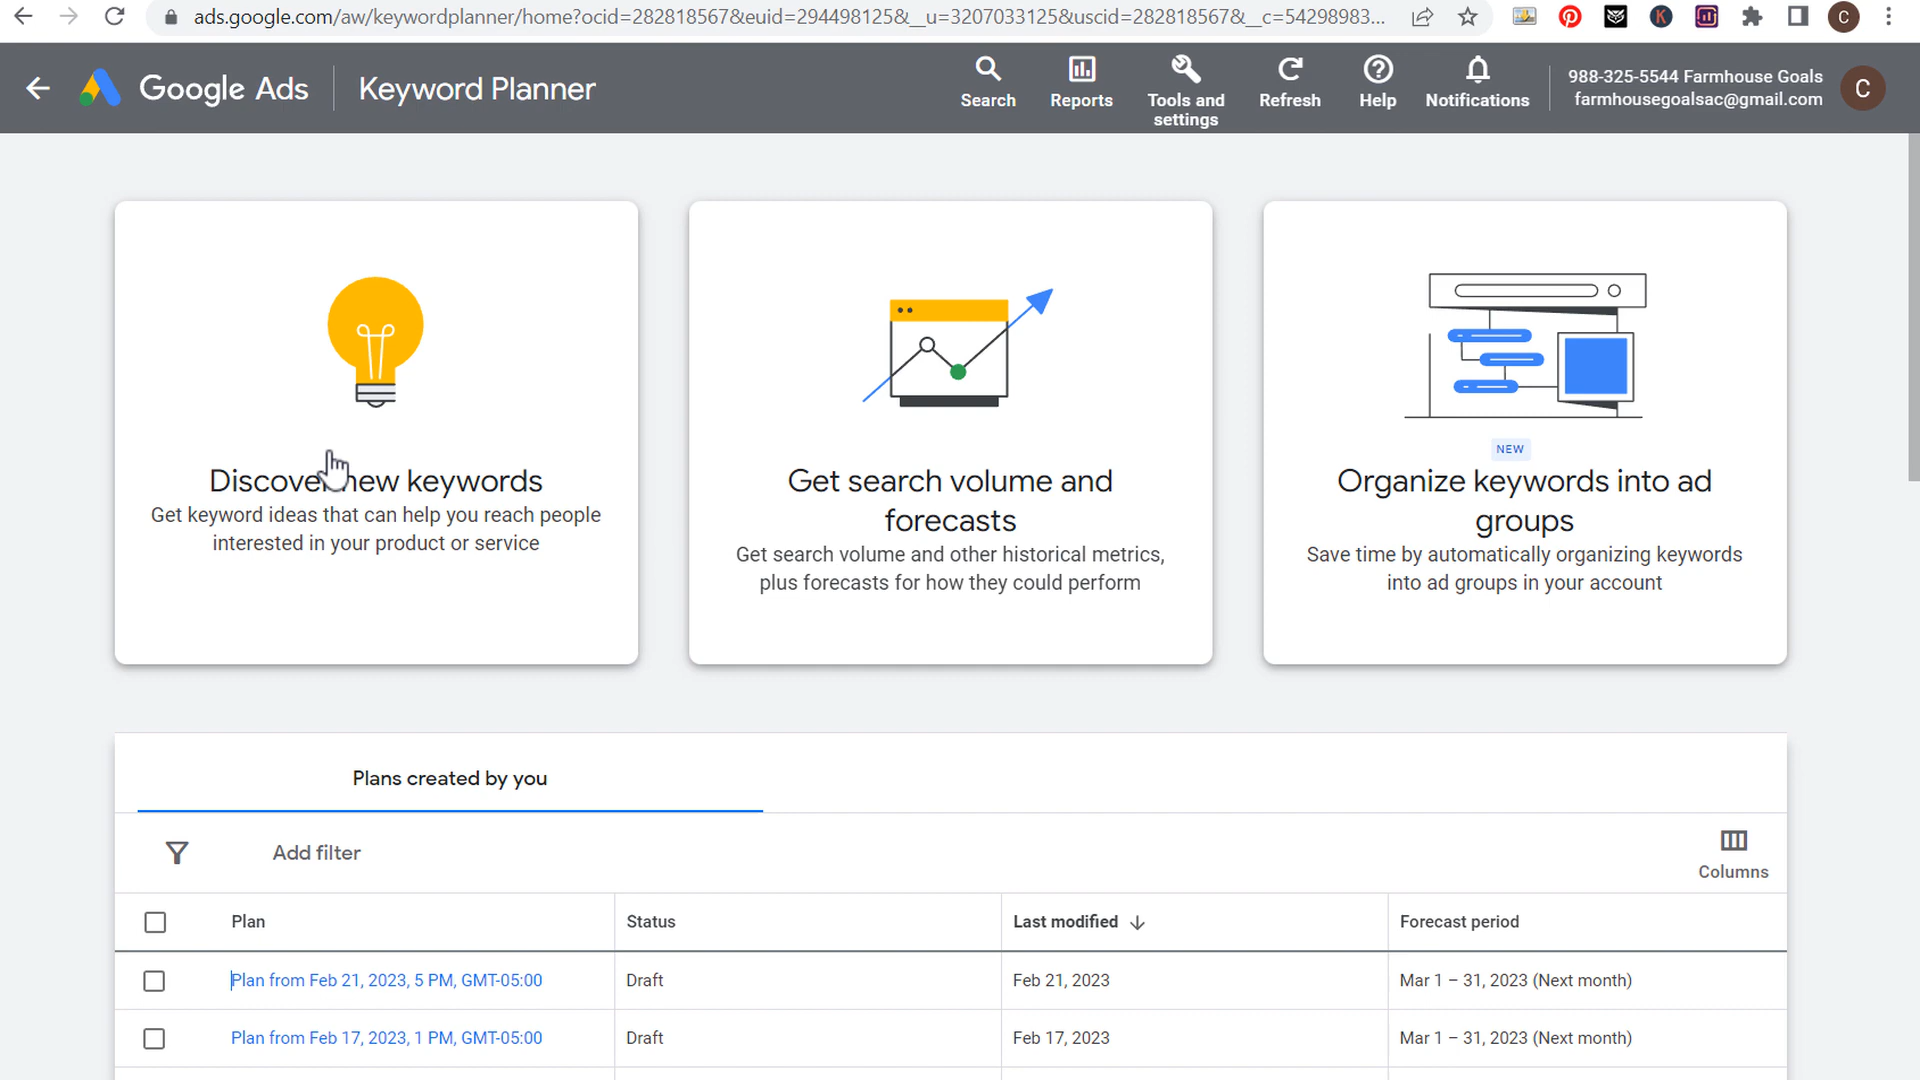 ads.google.com/aw/keywordplanner/home?ocid=282818567&euid=294498125&__u=3207033125&uscid=282818567&__c=54298983...
K
C
Google Ads
Keyword Planner
Search
Reports
Tools and
settings
Refresh
Help
Notifications
988-325-5544 Farmhouse Goals
farmhousegoalsac@gmail.com
C
Discover new keywords
Get keyword ideas that can help you reach people
interested in your product or service
Get search volume and
forecasts
Get search volume and other historical metrics,
plus forecasts for how they could perform
NEW
Organize keywords into ad
groups
Save time by automatically organizing keywords
into ad groups in your account
Plans created by you
Add filter
Columns
Plan
Status
Last modified
Forecast period
Plan from Feb 21, 2023, 5 PM, GMT-05:00
Draft
Feb 21, 2023
Mar 1 – 31, 2023 (Next month)
Plan from Feb 17, 2023, 1 PM, GMT-05:00
Draft
Feb 17, 2023
Mar 1 – 31, 2023 (Next month)